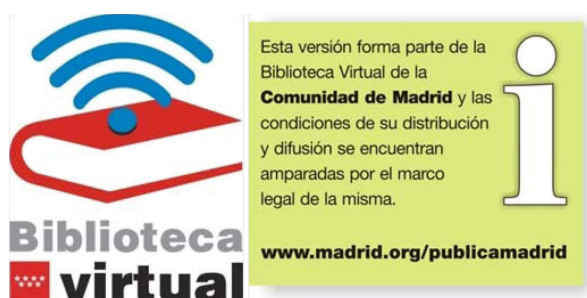 Biblioteca
virtual
Esta versión forma parte de la
Biblioteca Virtual de la
Comunidad de Madrid y las
condiciones de su distribución
y difusión se encuentran
amparadas por el marco
legal de la misma.
i
www.madrid.org/publicamadrid